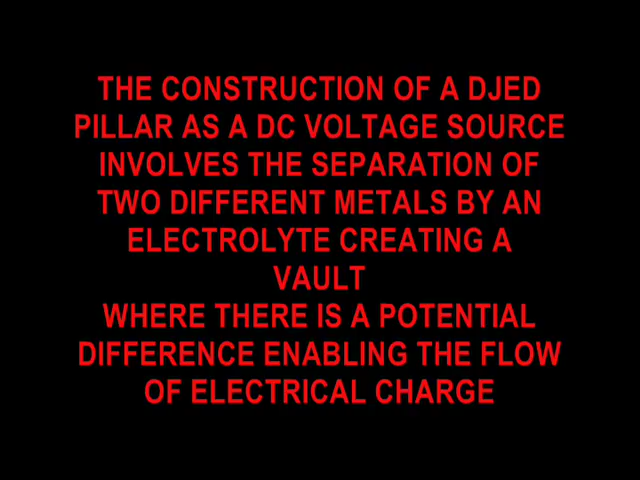 THE CONSTRUCTION OF A DJED
PILLAR AS A DC VOLTAGE SOURCE
INVOLVES THE SEPARATION OF
TWO DIFFERENT METALS BY AN
ELECTROLYTE CREATING A
VAULT
WHERE THERE IS A POTENTIAL
DIFFERENCE ENABLING THE FLOW
OF ELECTRICAL CHARGE